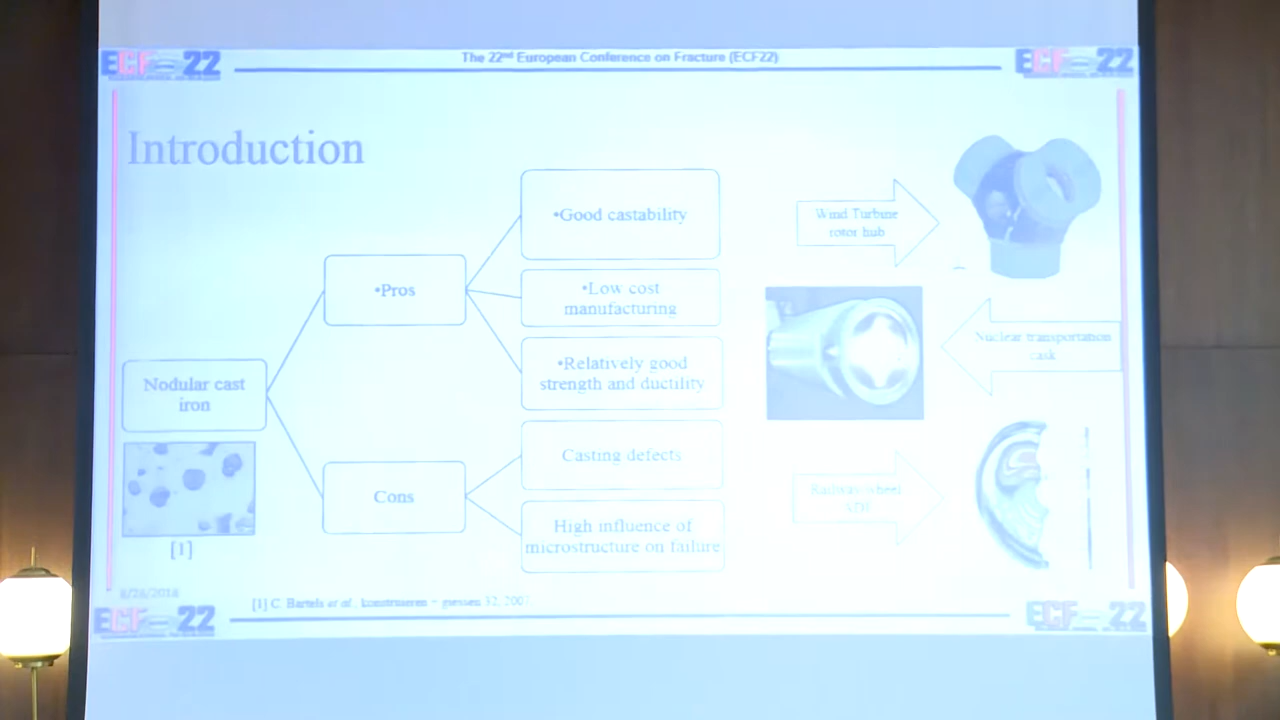 ECF 22
The 22nd European Conference on Fracture (ECF22)
ECF 22
Introduction
•Good castability
Wind Turbine
rotor hub
•Pros
•Low cost
manufacturing
Nuclear transportation
cask
•Relatively good
strength and ductility
Nodular cast
iron
Casting defects
Cons
Railway wheel
High influence of
microstructure on failure
[1]
8/28/2018
[1] C. Bartels et al., konstruieren + giessen 32, 2007
ECF 22
ECF 22